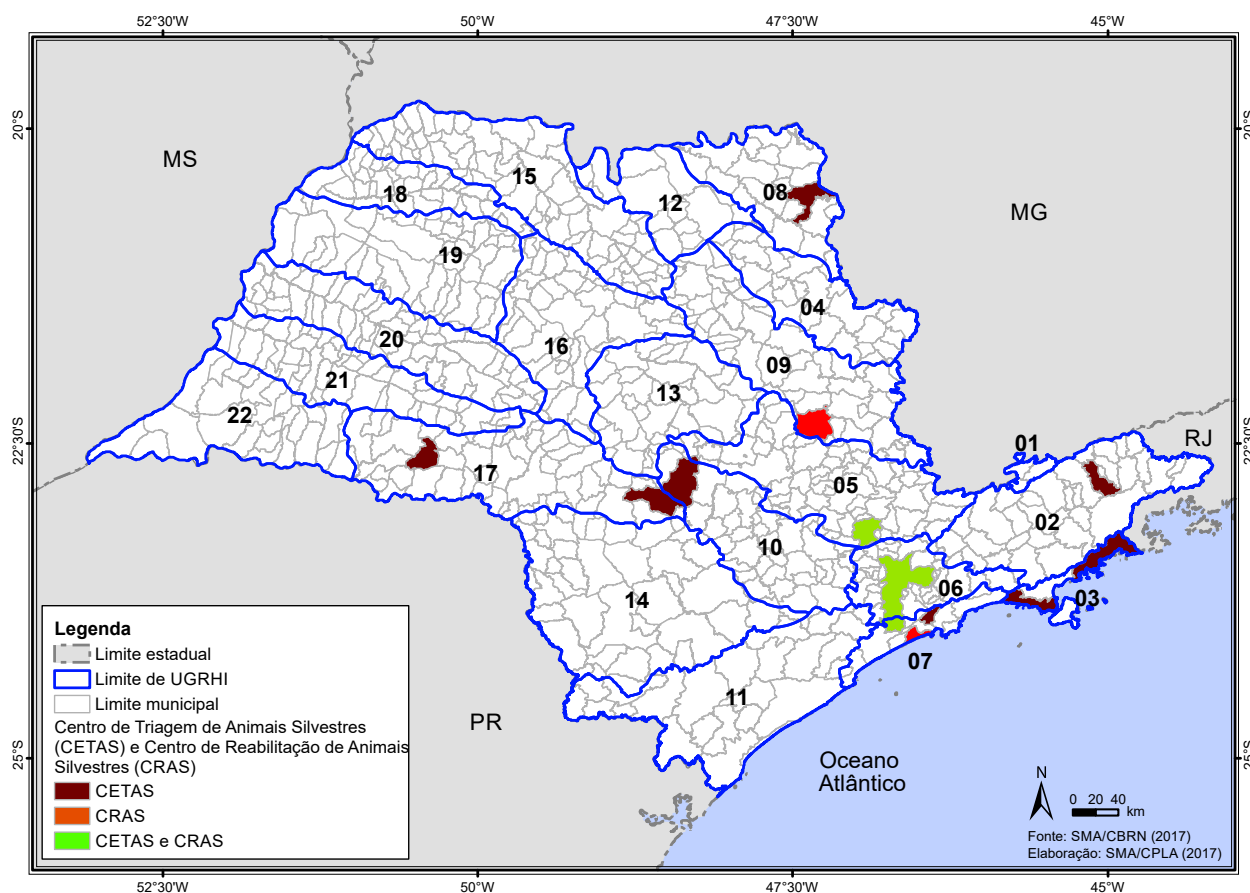 52°30'W
50°W
47°30'W
45°W
20°S
20°S
MS
15
18
12
08
MG
19
04
20
16
09
21
13
22
22°30'S
22°30'S
01
RJ
17
05
02
10
06
14
03
07
11
PR
25°S
25°S
Oceano
Atlântico
Legenda
Limite estadual
Limite de UGRHI
Limite municipal
Centro de Triagem de Animais Silvestres
(CETAS) e Centro de Reabilitação de Animais
Silvestres (CRAS)
CETAS
CRAS
CETAS e CRAS
N
0 20 40
km
Fonte: SMA/CBRN (2017)
Elaboração: SMA/CPLA (2017)
52°30'W
50°W
47°30'W
45°W